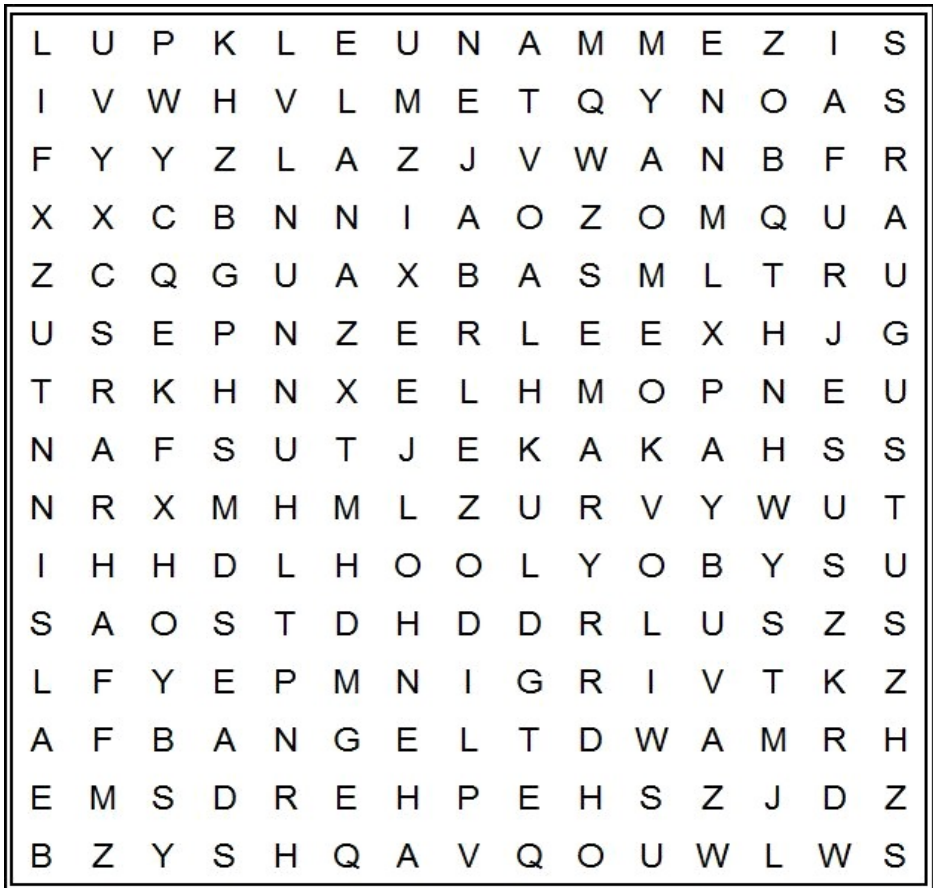 L U P K L E U N A M M E Z I S
I V W H V L M E T Q Y N O A S
F Y Y Z L A Z J V W A N B F R
X X C B N N I A O Z O M Q U A
Z C Q G U A X B A S M L T R U
U S E P N Z E R L E E X H J G
T R K H N X E L H M O P N E U
N A F S U T J E K A K A H S S
N R X M H M L Z U R V Y W U T
I H H D L H O O L Y O B Y S U
S A O S T D H D D R L U S Z S
L F Y E P M N I G R I V T K Z
A F B A N G E L T D W A M R H
E M S D R E H P E H S Z J D Z
B Z Y S H Q A V Q O U W L W S